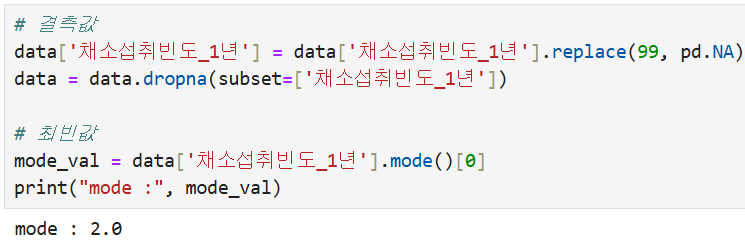 # 결측값
data['채소섭취빈도_1년'] = data['채소섭취빈도_1년'].replace(99, pd.NA)
data = data.dropna(subset=['채소섭취빈도_1년'])
# 최빈값
mode_val = data['채소섭취빈도_1년'].mode()[0]
print("mode :", mode_val)
mode : 2.0